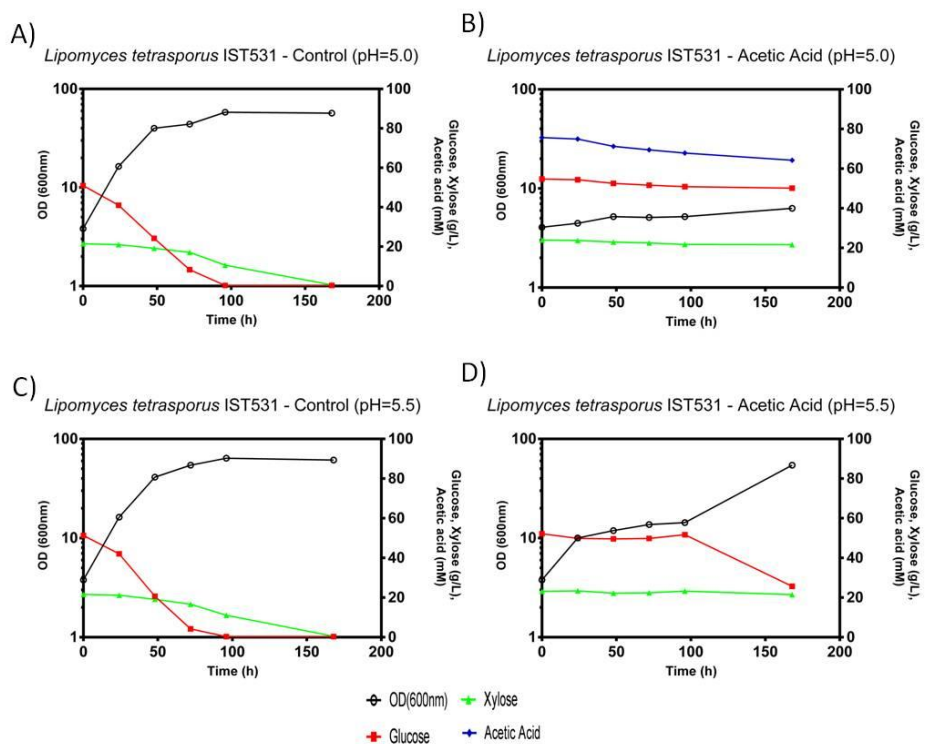 A)
Lipomyces tetrasporus IST531 - Control (pH=5.0)
100
10
1
OD (600nm)
100
80
60
40
20
0
Glucose, Xylose (g/L),
Acetic acid (mM)
0
50
100
150
200
Time (h)
B)
Lipomyces tetrasporus IST531 - Acetic Acid (pH=5.0)
100
10
1
OD (600nm)
100
80
60
40
20
0
Glucose, Xylose (g/L),
Acetic acid (mM)
0
50
100
150
200
Time (h)
C)
Lipomyces tetrasporus IST531 - Control (pH=5.5)
100
10
1
OD (600nm)
100
80
60
40
20
0
Glucose, Xylose (g/L),
Acetic acid (mM)
0
50
100
150
200
Time (h)
D)
Lipomyces tetrasporus IST531 - Acetic Acid (pH=5.5)
100
10
1
OD (600nm)
100
80
60
40
20
0
Glucose, Xylose (g/L),
Acetic acid (mM)
0
50
100
150
200
Time (h)
OD(600nm)
Xylose
Glucose
Acetic Acid